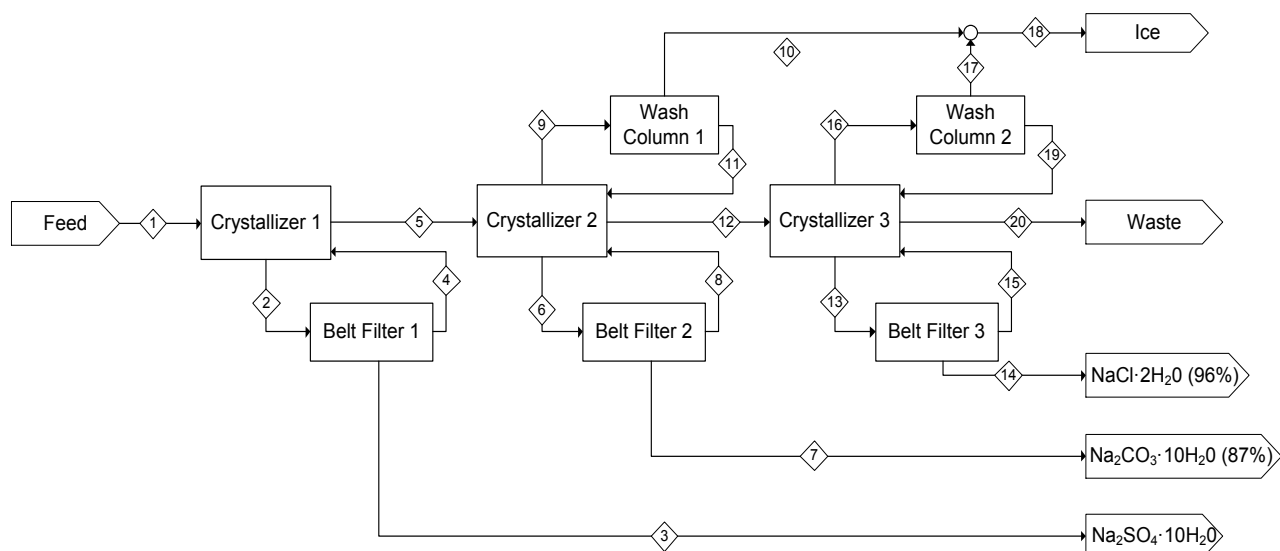 18
Ice
10
17
Wash
Column 1
Wash
Column 2
9
16
11
19
Feed
1
Crystallizer 1
5
Crystallizer 2
12
Crystallizer 3
20
Waste
2
4
6
8
13
15
Belt Filter 1
Belt Filter 2
Belt Filter 3
14
NaCl·2H₂0 (96%)
7
Na₂CO₃·10H₂0 (87%)
3
Na₂SO₄·10H₂0